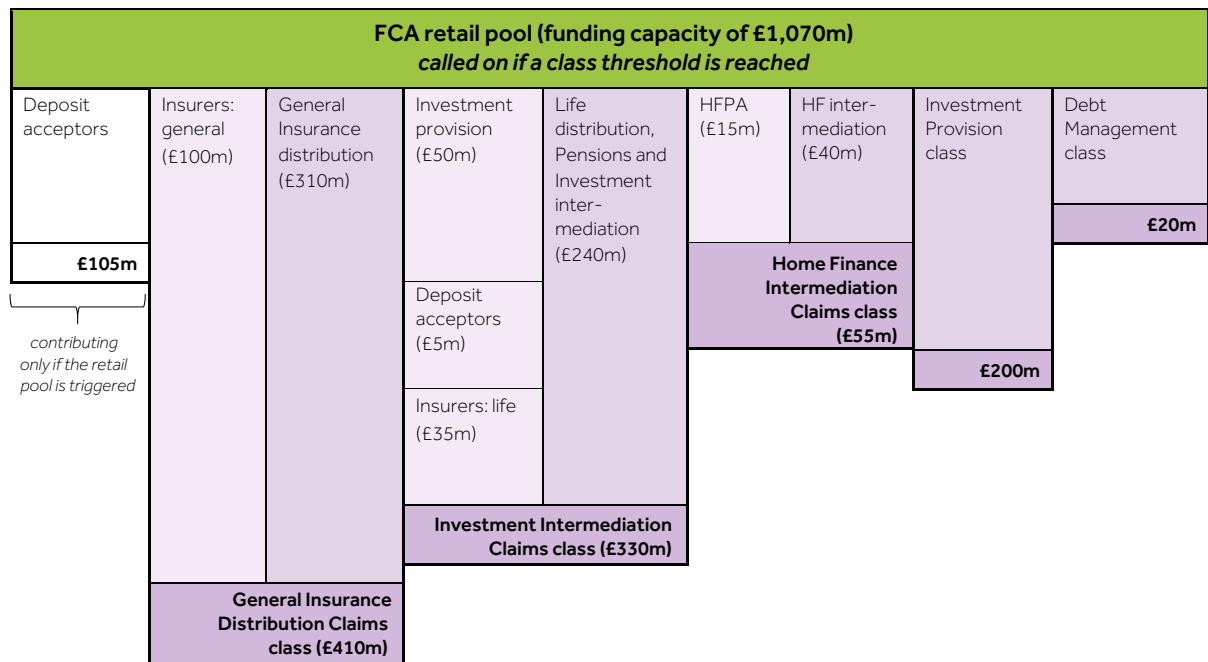 FCA retail pool (funding capacity of £1,070m)
called on if a class threshold is reached
Deposit
acceptors
£105m
contributing
only if the retail
pool is triggered
Insurers:
general
(£100m)
General
Insurance
distribution
(£310m)
General Insurance
Distribution Claims
class (£410m)
Investment
provision
(£50m)
Deposit
acceptors
(£5m)
Insurers: life
(£35m)
Life
distribution,
Pensions and
Investment
inter-
mediation
(£240m)
Investment Intermediation
Claims class (£330m)
HFPA
(£15m)
HF inter-
mediation
(£40m)
Home Finance
Intermediation
Claims class
(£55m)
Investment
Provision
class
£200m
Debt
Management
class
£20m